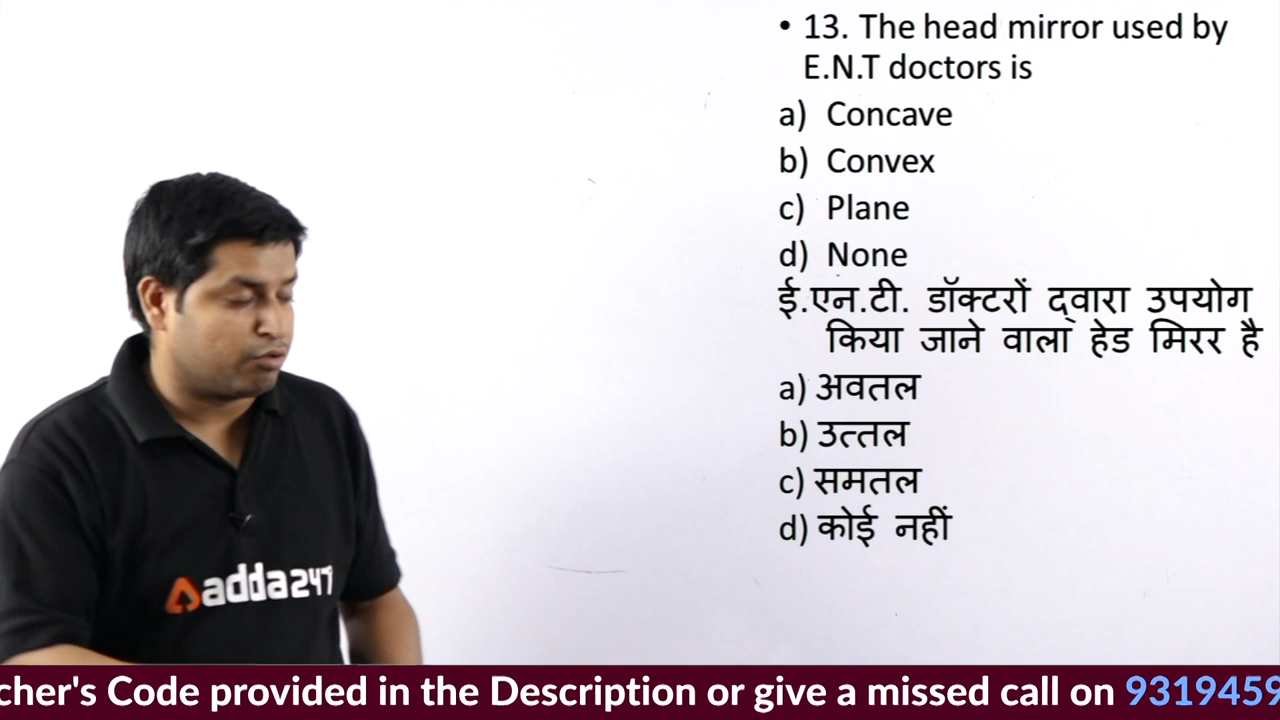 • 13. The head mirror used by
E.N.T doctors is
a) Concave
b) Convex
c) Plane
d) None
ई.एन.टी. डॉक्टरों द्वारा उपयोग
किया जाने वाला हेड मिरर है
a) अवतल
b) उत्तल
c) समतल
d) कोई नहीं
adda247
cher's Code provided in the Description or give a missed call on 9319459